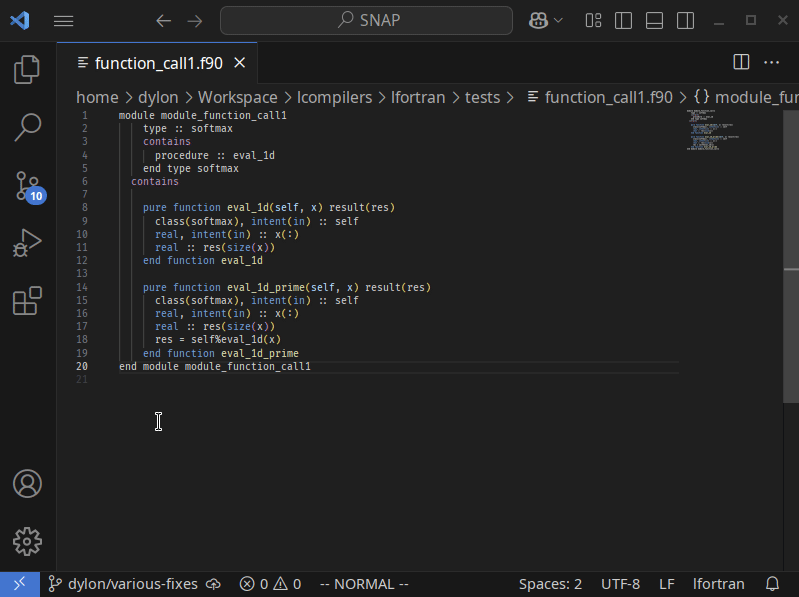 SNAP
function_call1.f90
home > dylon > Workspace > lcompilers > lfortran > tests > function_call1.f90 > {} module_fur
1 module module_function_call1
2 type :: softmax
3 contains
4 procedure :: eval_1d
5 end type softmax
6 contains
7
8 pure function eval_1d(self, x) result(res)
9 class(softmax), intent(in) :: self
10 real, intent(in) :: x(:)
11 real :: res(size(x))
12 end function eval_1d
13
14 pure function eval_1d_prime(self, x) result(res)
15 class(softmax), intent(in) :: self
16 real, intent(in) :: x(:)
17 real :: res(size(x))
18 res = self%eval_1d(x)
19 end function eval_1d_prime
20 end module module_function_call1
21
10
dylon/various-fixes 0 0 -- NORMAL -- Spaces: 2 UTF-8 LF lfortran